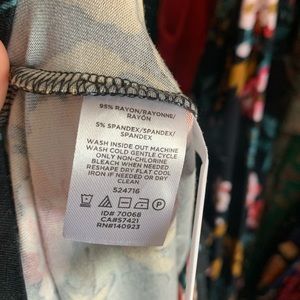 95% RAYON/RAYONNE/
RAYÓN
5% SPANDEX/SPANDEX/
SPANDEX
WASH INSIDE OUT MACHINE
WASH COLD GENTLE CYCLE
ONLY NON-CHLORINE
BLEACH WHEN NEEDED
RESHAPE DRY FLAT COOL
IRON IF NEEDED OR DRY CLEAN
524716
ID# 70068
CA#57421
RN#140923